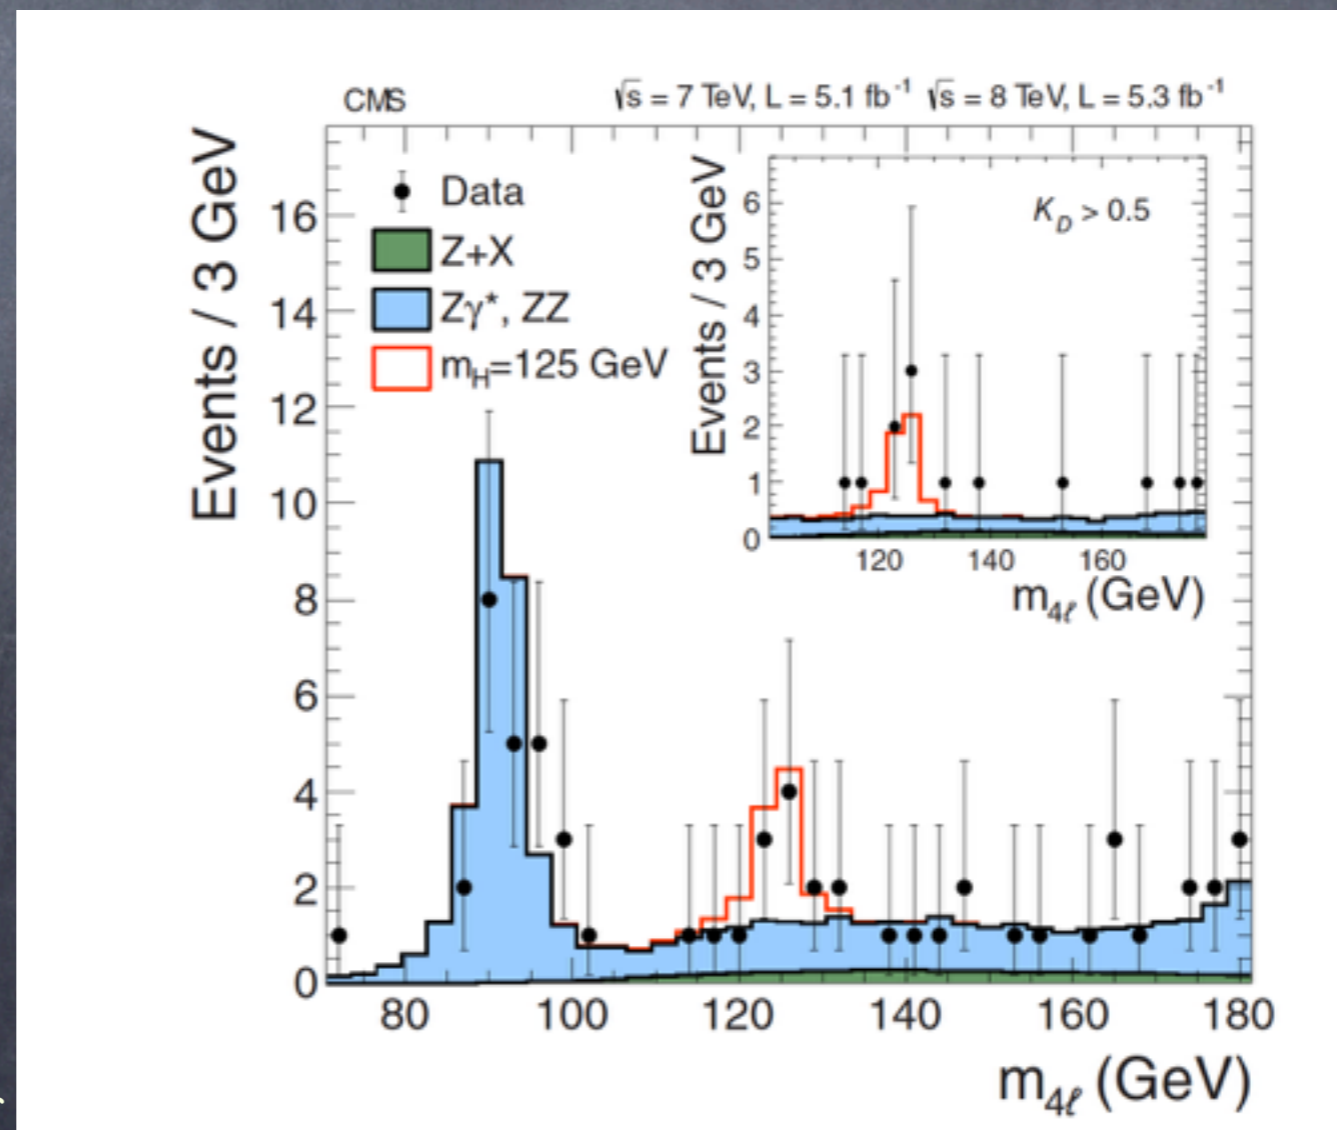 CMS
√s = 7 TeV, L = 5.1 fb⁻¹ √s = 8 TeV, L = 5.3 fb⁻¹
Events / 3 GeV
16
14
12
10
8
6
4
2
0
Data
Z+X
Zγ*, ZZ
m_H=125 GeV
Events / 3 GeV
6
5
4
3
2
1
0
K_D > 0.5
120 140 160
m_4ℓ (GeV)
80 100 120 140 160 180
m_4ℓ (GeV)